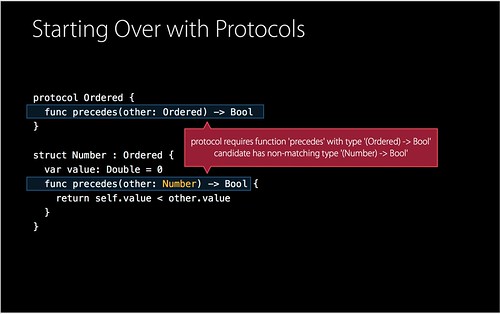 Starting Over with Protocols
protocol Ordered {
  func precedes(other: Ordered) -> Bool
}
protocol requires function 'precedes' with type '(Ordered) -> Bool'
candidate has non-matching type '(Number) -> Bool'
struct Number : Ordered {
  var value: Double = 0
  func precedes(other: Number) -> Bool {
    return self.value < other.value
  }
}